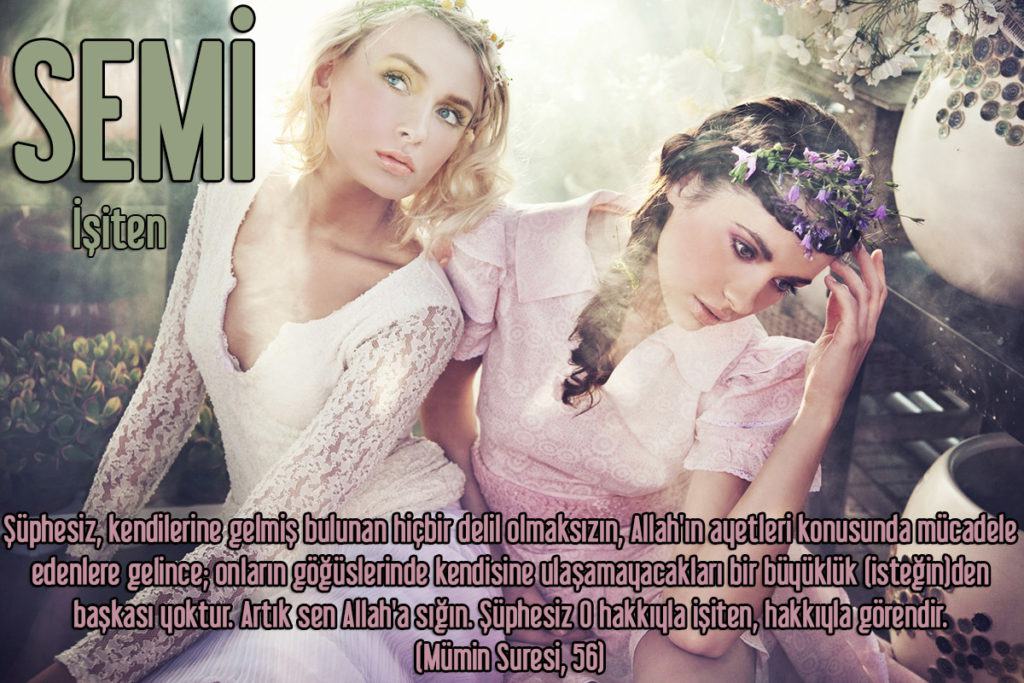 SEMİ
İşiten
Şüphesiz, kendilerine gelmiş bulunan hiçbir delil olmaksızın, Allah'ın ayetleri konusunda mücadele
edenlere gelince; onların göğüslerinde kendisine ulaşamayacakları bir büyüklük (isteğin)den
başkası yoktur. Artık sen Allah'a sığın. Şüphesiz O hakkıyla işiten, hakkıyla görendir.
(Mümin Suresi, 56)